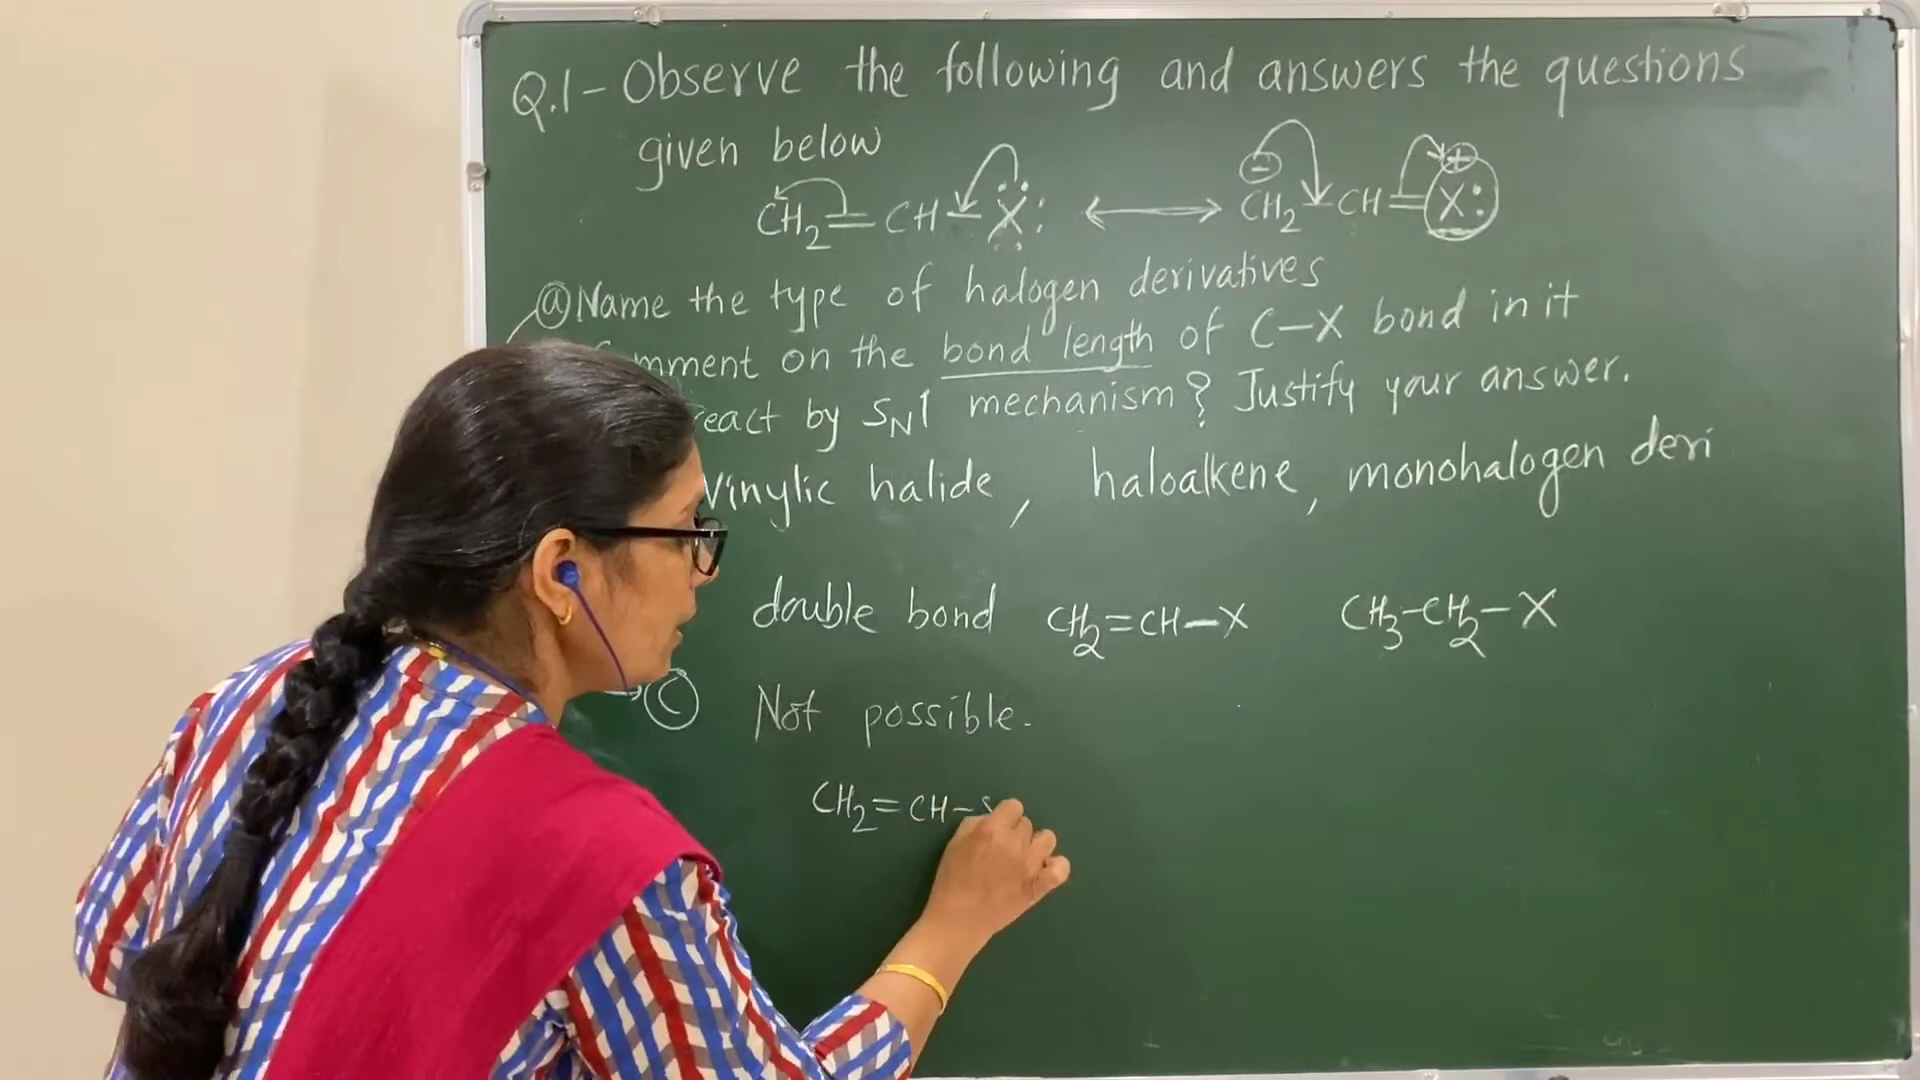 Q.1- Observe the following and answers the questions
given below
CH₂=CH-Ẍ: ⟷ ⊖CH₂-CH=X:⊕
ⓐ Name the type of halogen derivatives
on the bond length of C-X bond in it
by SN1 mechanism? Justify your answer.
Vinylic halide, haloalkene, monohalogen deri
double bond CH₂=CH-X CH₃-CH₂-X
Ⓒ Not possible.
CH₂=CH-